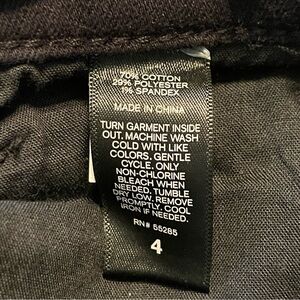 70% COTTON
29% POLYESTER
1% SPANDEX
MADE IN CHINA
TURN GARMENT INSIDE
OUT. MACHINE WASH
COLD WITH LIKE
COLORS. GENTLE
CYCLE. ONLY
NON-CHLORINE
BLEACH WHEN
NEEDED. TUMBLE
DRY LOW. REMOVE
PROMPTLY. COOL
IRON IF NEEDED.
RN# 55285
4